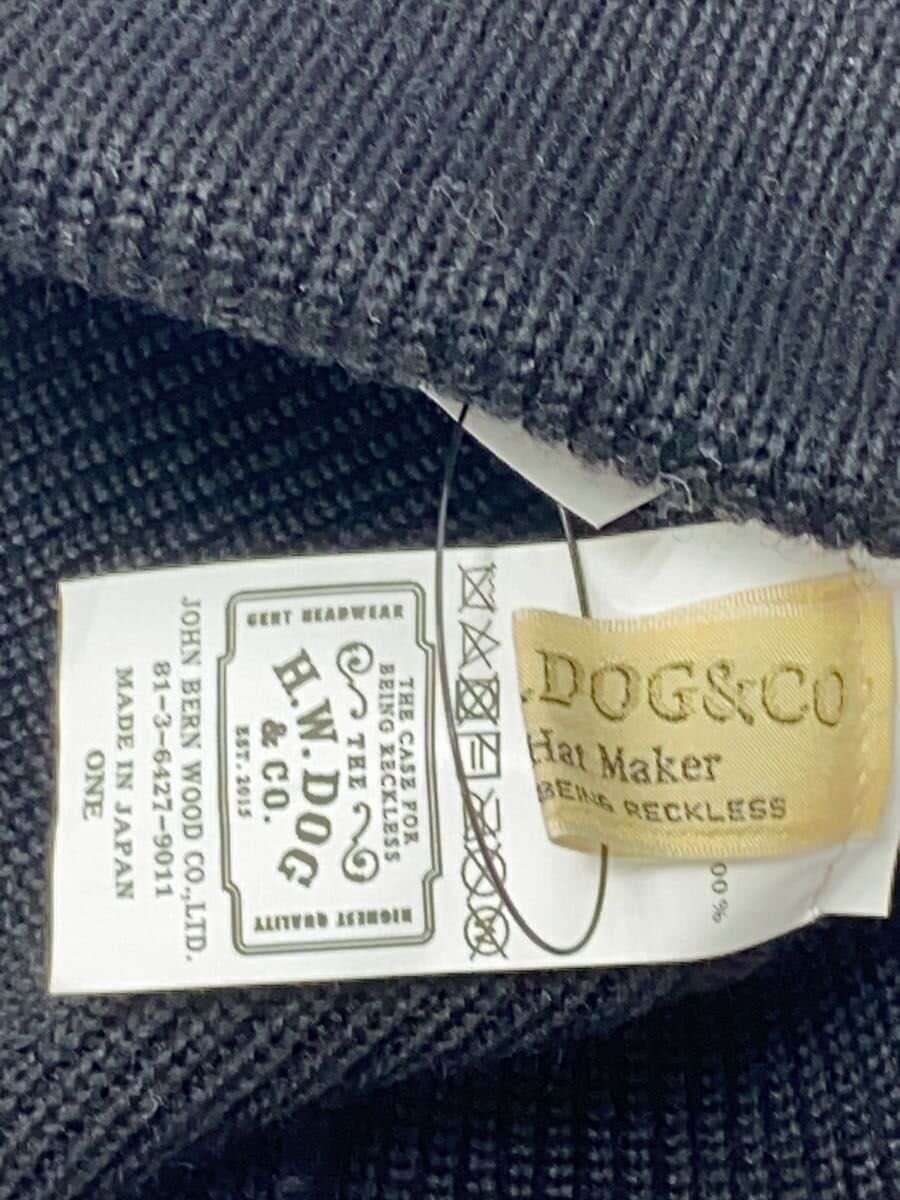 .DOG&Co
Hat Maker
BEING RECKLESS
00%
GENT HEADWEAR
THE CASE FOR
BEING RECKLESS
THE
H.W.DOG
& CO.
EST. 2015
HIGHEST QUALITY
JOHN BERN WOOD CO.,LTD.
81-3-6427-9011
MADE IN JAPAN
ONE